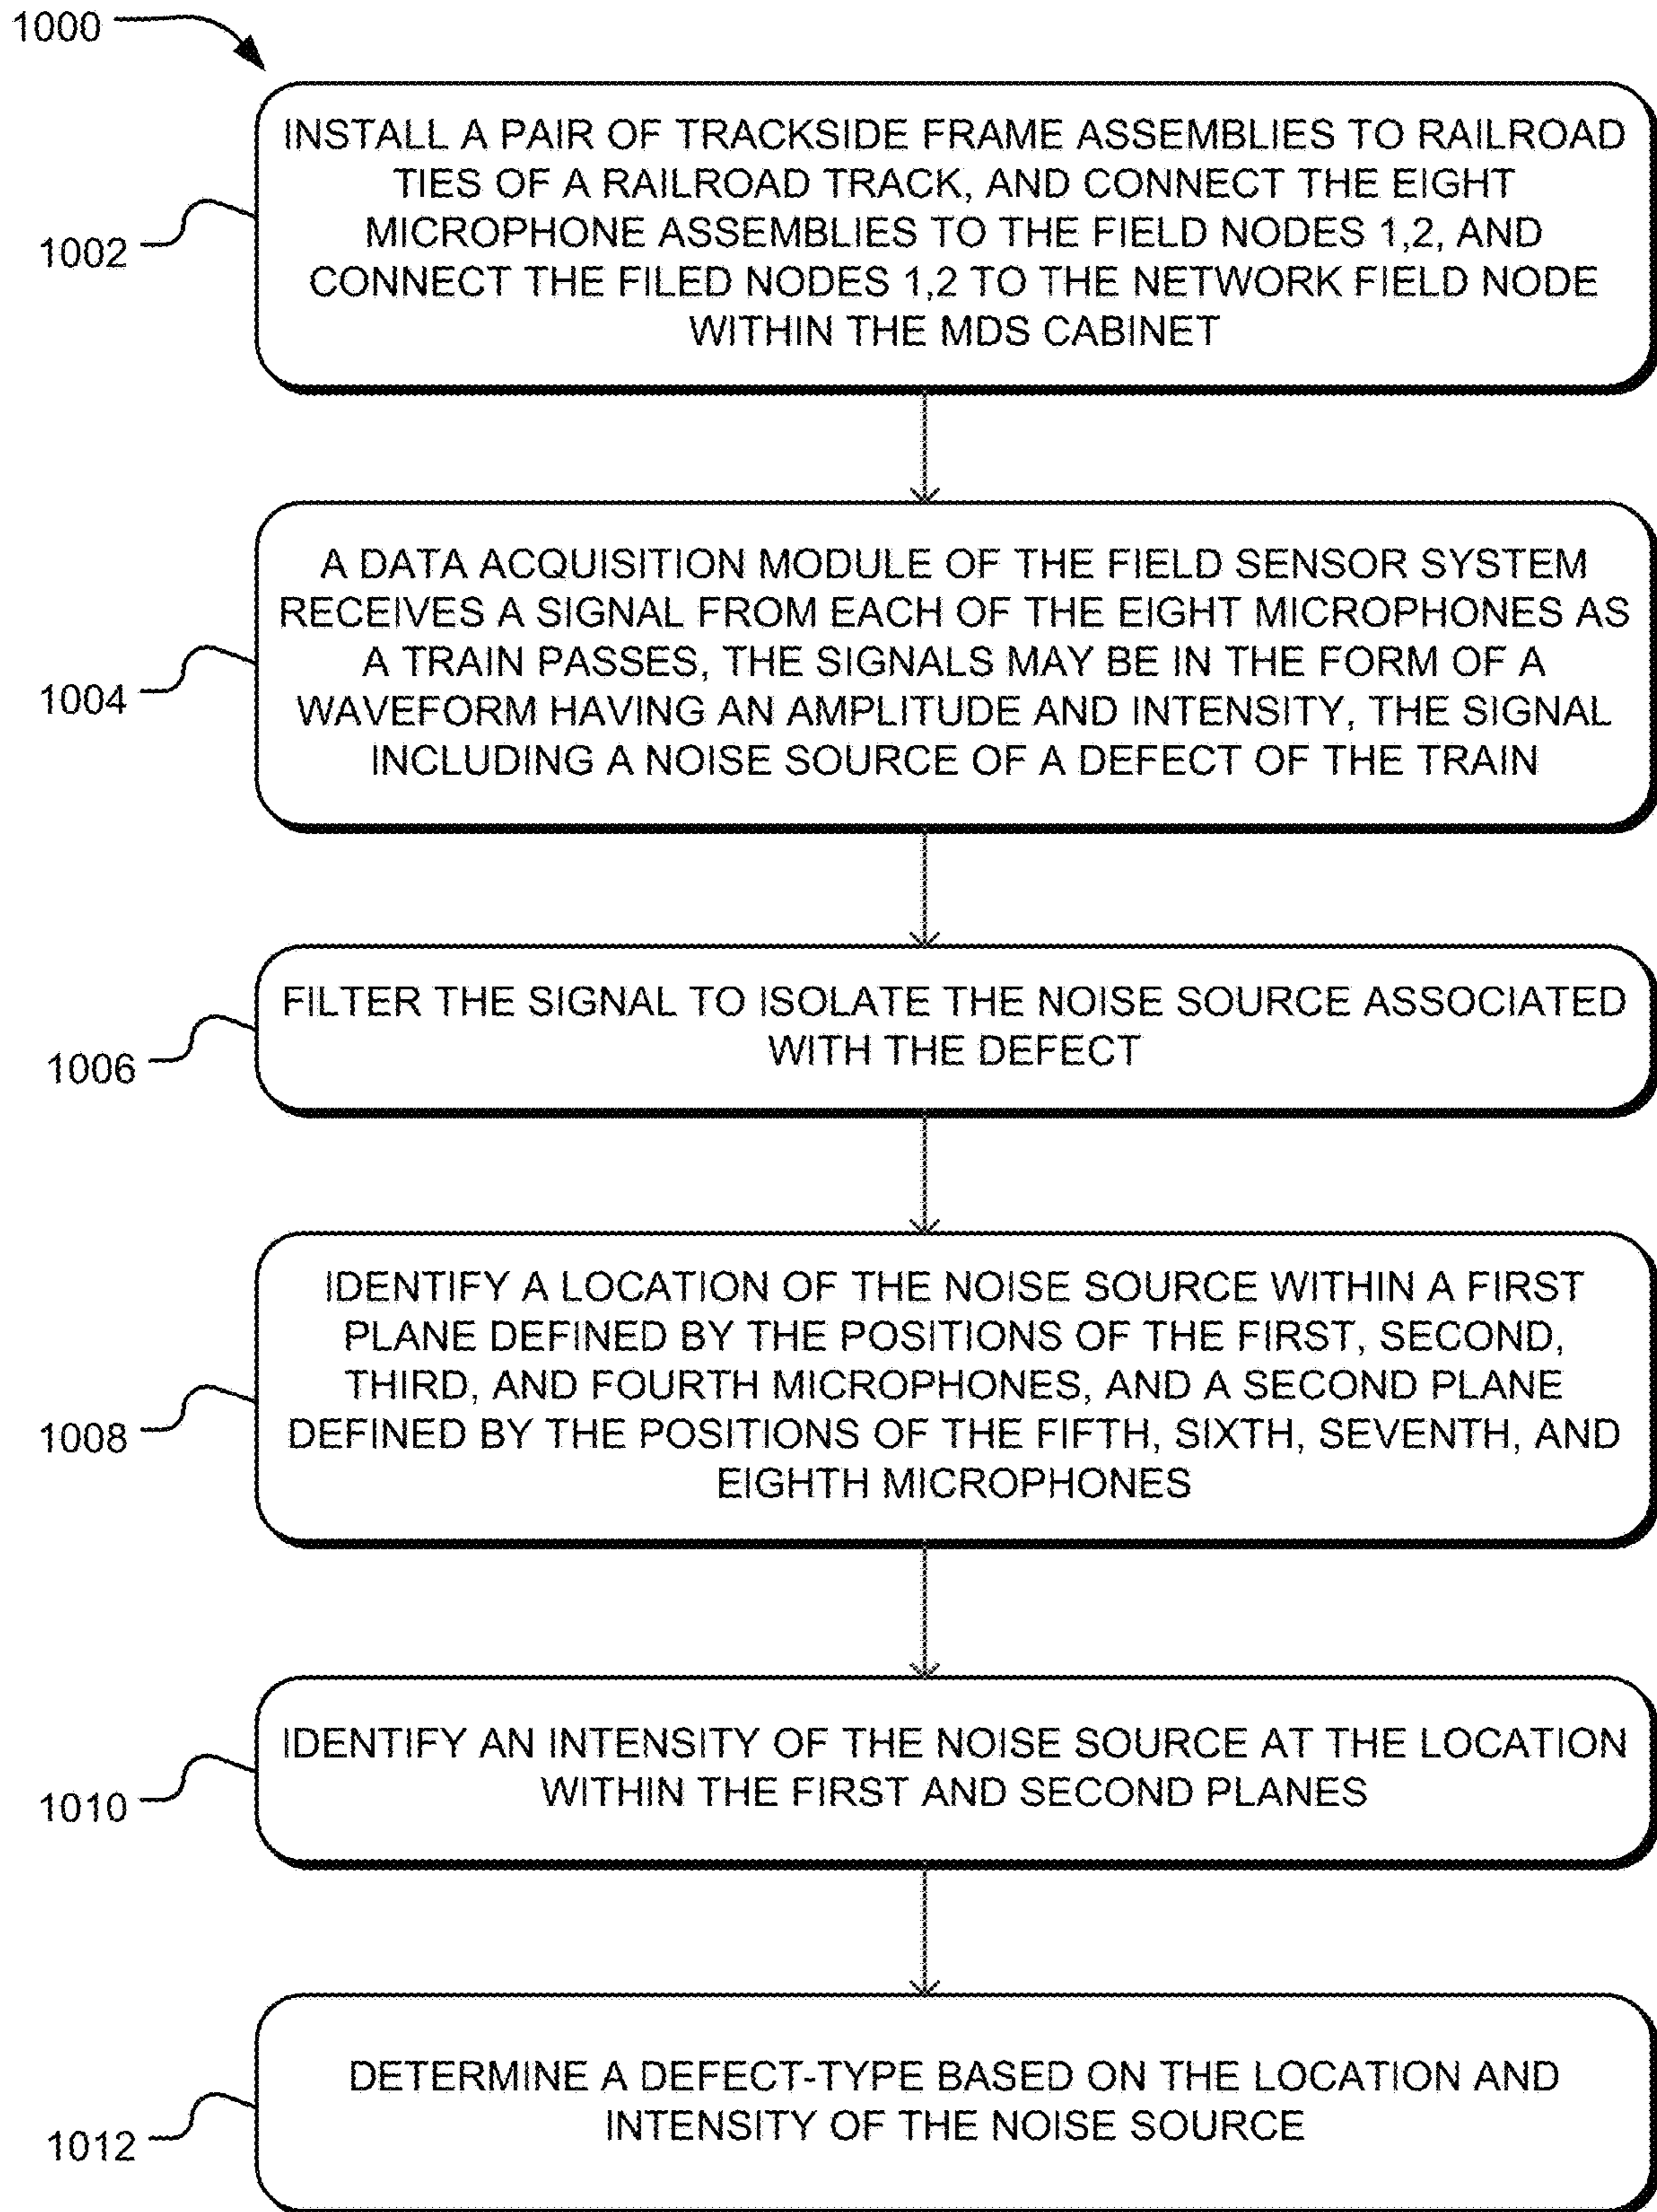 1000
INSTALL A PAIR OF TRACKSIDE FRAME ASSEMBLIES TO RAILROAD
TIES OF A RAILROAD TRACK, AND CONNECT THE EIGHT
MICROPHONE ASSEMBLIES TO THE FIELD NODES 1,2, AND
CONNECT THE FILED NODES 1,2 TO THE NETWORK FIELD NODE
WITHIN THE MDS CABINET
1002
A DATA ACQUISITION MODULE OF THE FIELD SENSOR SYSTEM
RECEIVES A SIGNAL FROM EACH OF THE EIGHT MICROPHONES AS
A TRAIN PASSES, THE SIGNALS MAY BE IN THE FORM OF A
WAVEFORM HAVING AN AMPLITUDE AND INTENSITY, THE SIGNAL
INCLUDING A NOISE SOURCE OF A DEFECT OF THE TRAIN
1004
FILTER THE SIGNAL TO ISOLATE THE NOISE SOURCE ASSOCIATED
WITH THE DEFECT
1006
IDENTIFY A LOCATION OF THE NOISE SOURCE WITHIN A FIRST
PLANE DEFINED BY THE POSITIONS OF THE FIRST, SECOND,
THIRD, AND FOURTH MICROPHONES, AND A SECOND PLANE
DEFINED BY THE POSITIONS OF THE FIFTH, SIXTH, SEVENTH, AND
EIGHTH MICROPHONES
1008
IDENTIFY AN INTENSITY OF THE NOISE SOURCE AT THE LOCATION
WITHIN THE FIRST AND SECOND PLANES
1010
DETERMINE A DEFECT-TYPE BASED ON THE LOCATION AND
INTENSITY OF THE NOISE SOURCE
1012